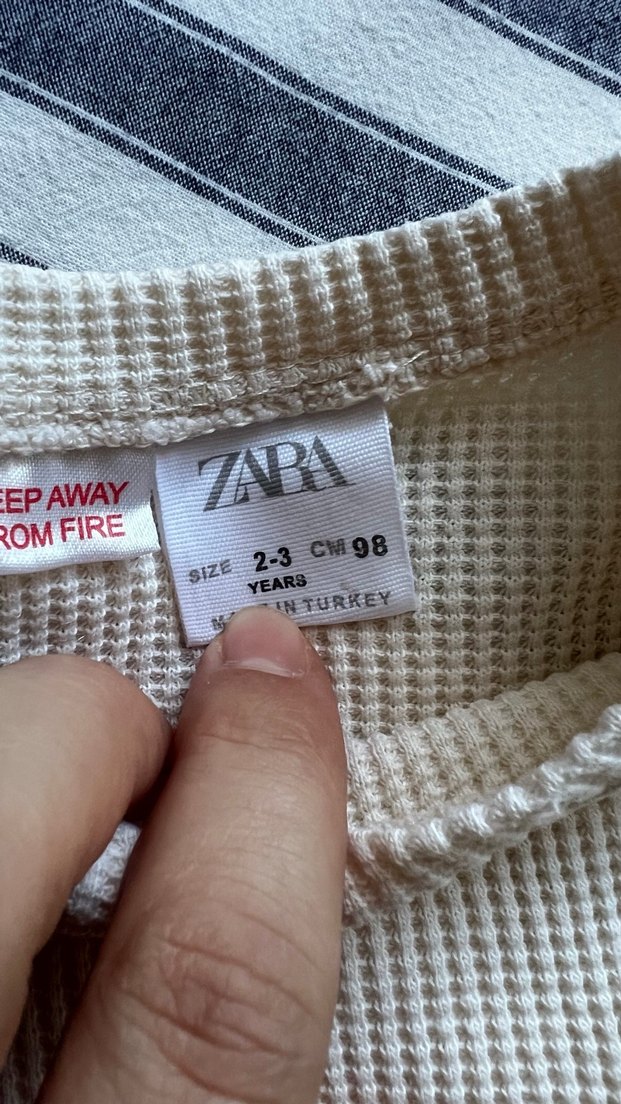 EEP AWAY
ROM FIRE
ZARA
SIZE 2-3 CM 98
YEARS
IN TURKEY